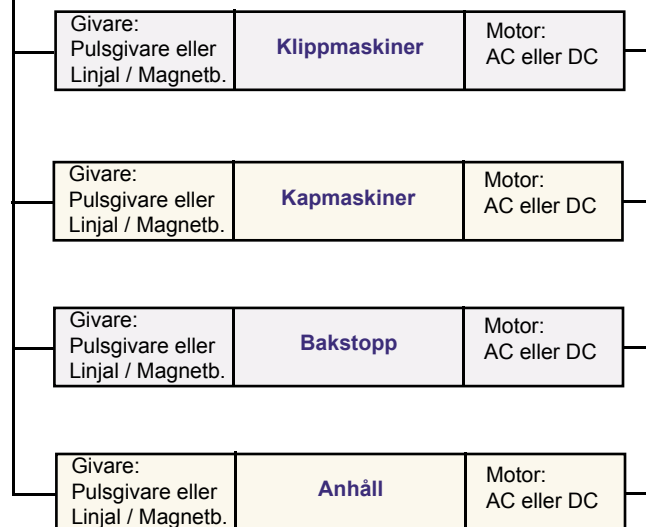 Givare:
Pulsgivare eller
Linjal / Magnetb.
Klippmaskiner
Motor:
AC eller DC
Givare:
Pulsgivare eller
Linjal / Magnetb.
Kapmaskiner
Motor:
AC eller DC
Givare:
Pulsgivare eller
Linjal / Magnetb.
Bakstopp
Motor:
AC eller DC
Givare:
Pulsgivare eller
Linjal / Magnetb.
Anhåll
Motor:
AC eller DC